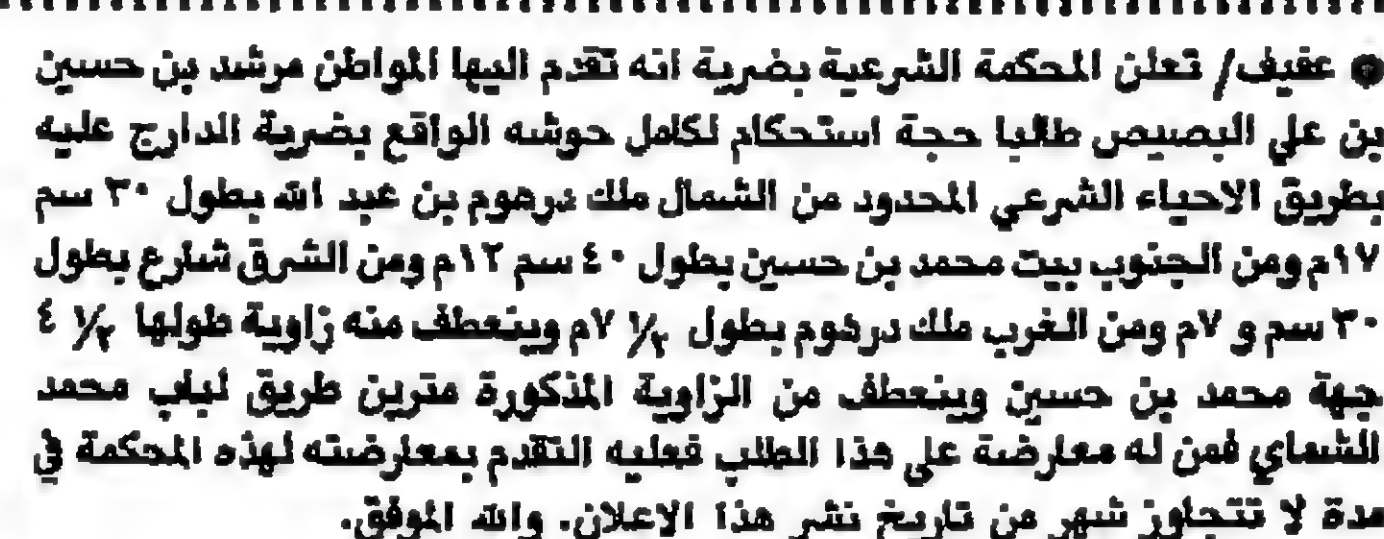 ● عفيف/ تعلن المحكمة الشرعية بضرية انه تقدم اليها المواطن مرشد بن حسين
بن علي البصيص طالبا حجة استحكام لكامل حوشه الواقع بضرية الدارج عليه
بطريق الاحياء الشرعي المحدود من الشمال ملك درهوم بن عبد الله بطول ٣٠ سم
١٧م ومن الجنوب بيت محمد بن حسين بطول ٤٠ سم ١٢م ومن الشرق شارع بطول
٣٠ سم و ٧م ومن الغرب ملك درهوم بطول ١/٢ ٧م وينعطف منه زاوية طولها ١/٢ ٤
جهة محمد بن حسين وينعطف من الزاوية المذكورة مترين طريق لباب محمد
الشماي فمن له معارضة على هذا الطلب فعليه التقدم بمعارضته لهذه المحكمة في
مدة لا تتجاوز شهر من تاريخ نشر هذا الاعلان. والله الموفق.